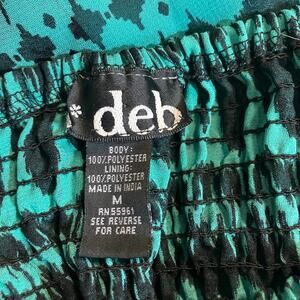 * deb
BODY:
100% POLYESTER
LINING:
100% POLYESTER
MADE IN INDIA
M
RN 55961
SEE REVERSE
FOR CARE